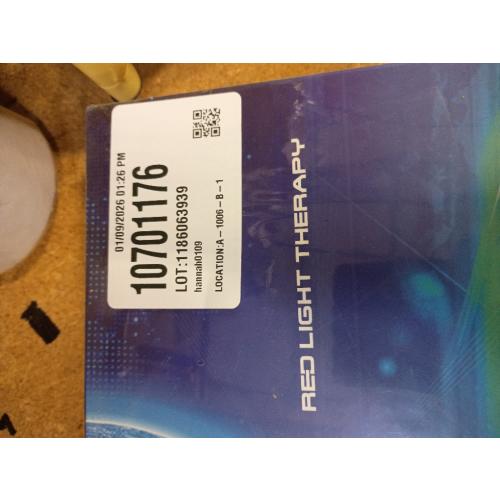 01/09/2026 01:26 PM
10701176
LOT:1186063939
hannah0109
LOCATION:A-1006-B-1
RED LIGHT THERAPY